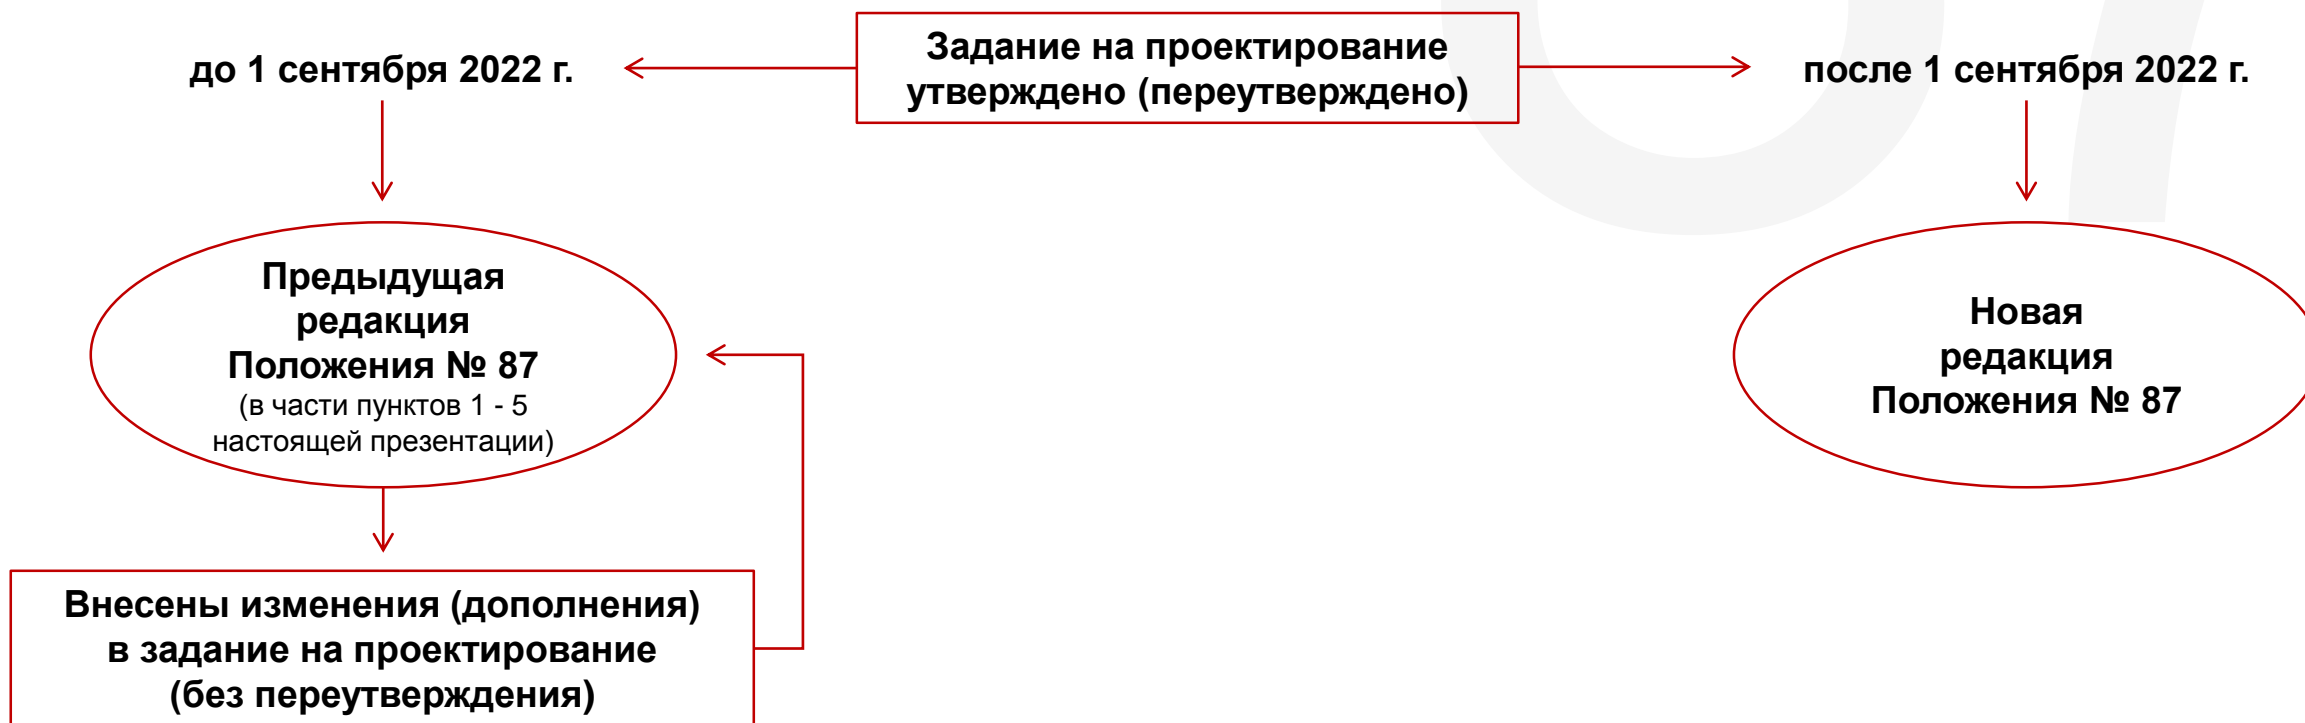 Задание на проектирование
утверждено (переутверждено)
до 1 сентября 2022 г.
после 1 сентября 2022 г.
Предыдущая
редакция
Положения № 87
(в части пунктов 1 - 5
настоящей презентации)
Новая
редакция
Положения № 87
Внесены изменения (дополнения)
в задание на проектирование
(без переутверждения)